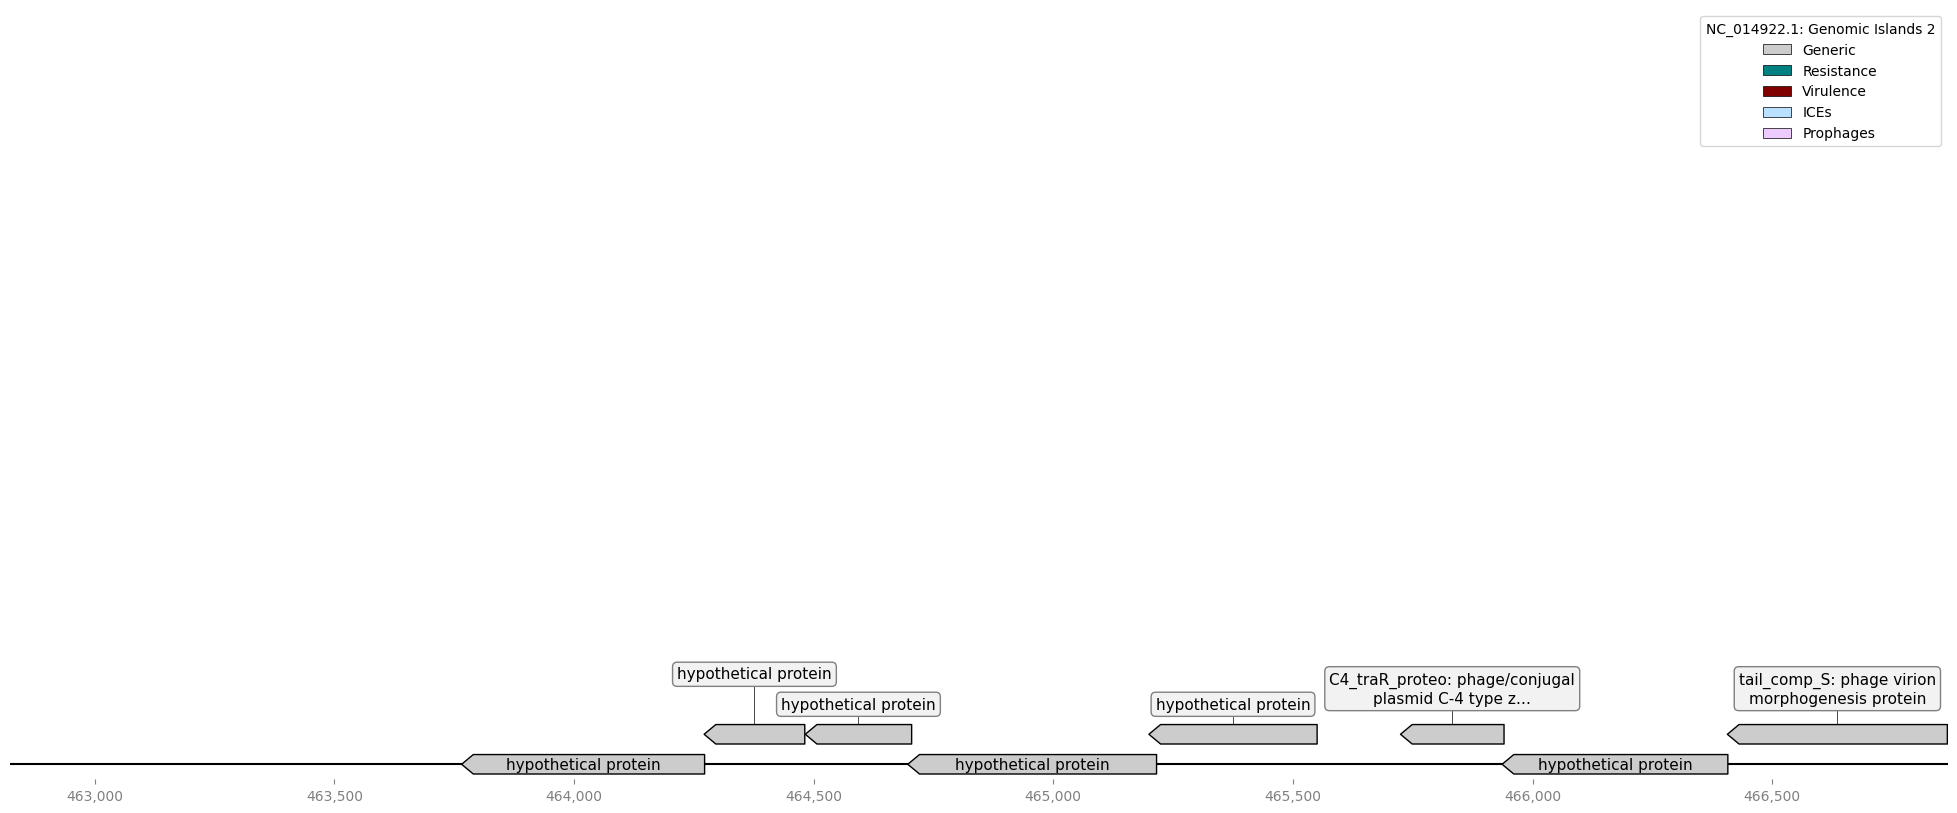 NC_014922.1: Genomic Islands 2
Generic
Resistance
Virulence
ICEs
Prophages
hypothetical protein
hypothetical protein
hypothetical protein
C4_traR_proteo: phage/conjugal
plasmid C-4 type z...
tail_comp_S: phage virion
morphogenesis protein
hypothetical protein
hypothetical protein
hypothetical protein
463,000
463,500
464,000
464,500
465,000
465,500
466,000
466,500